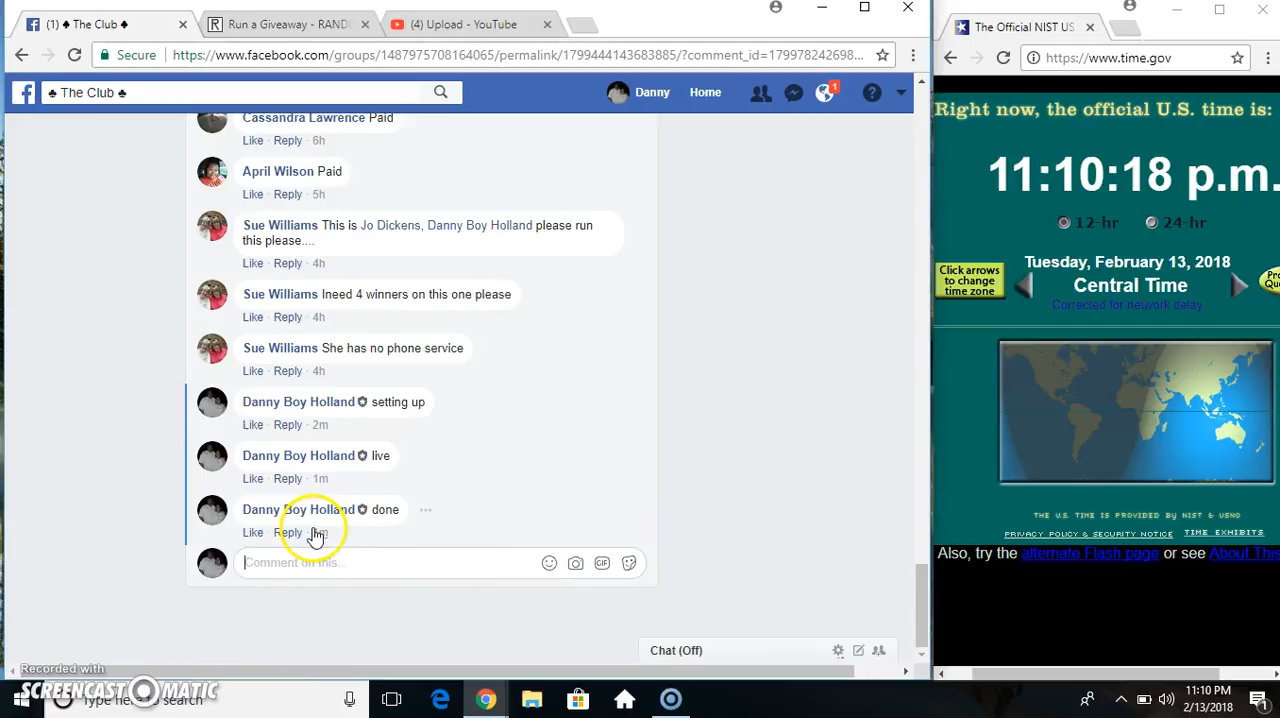 (1) ♣ The Club ♣
Run a Giveaway - RAND
(4) Upload - YouTube
The Official NIST US
Secure
https://www.facebook.com/groups/1487975708164065/permalink/1799444143683885/?comment_id=179978242698...
https://www.time.gov
♣ The Club ♣
Danny
Home
1
Cassandra Lawrence Paid
Like · Reply · 6h
April Wilson Paid
Like · Reply · 5h
Sue Williams This is Jo Dickens, Danny Boy Holland please run
this please....
Like · Reply · 4h
Sue Williams Ineed 4 winners on this one please
Like · Reply · 4h
Sue Williams She has no phone service
Like · Reply · 4h
Danny Boy Holland setting up
Like · Reply · 2m
Danny Boy Holland live
Like · Reply · 1m
Danny Boy Holland done
Like · Reply
Comment on this...
Chat (Off)
Right now, the official U.S. time is:
11:10:18 p.m.
12-hr
24-hr
Click arrows
to change
time zone
Tuesday, February 13, 2018
Central Time
Corrected for network delay
THE U.S. TIME IS PROVIDED BY NIST & USNO
PRIVACY POLICY & SECURITY NOTICE
TIME EXHIBITS
Also, try the alternate Flash page or see About This
Recorded with
SCREENCAST MATIC
Type here to search
11:10 PM
2/13/2018
1